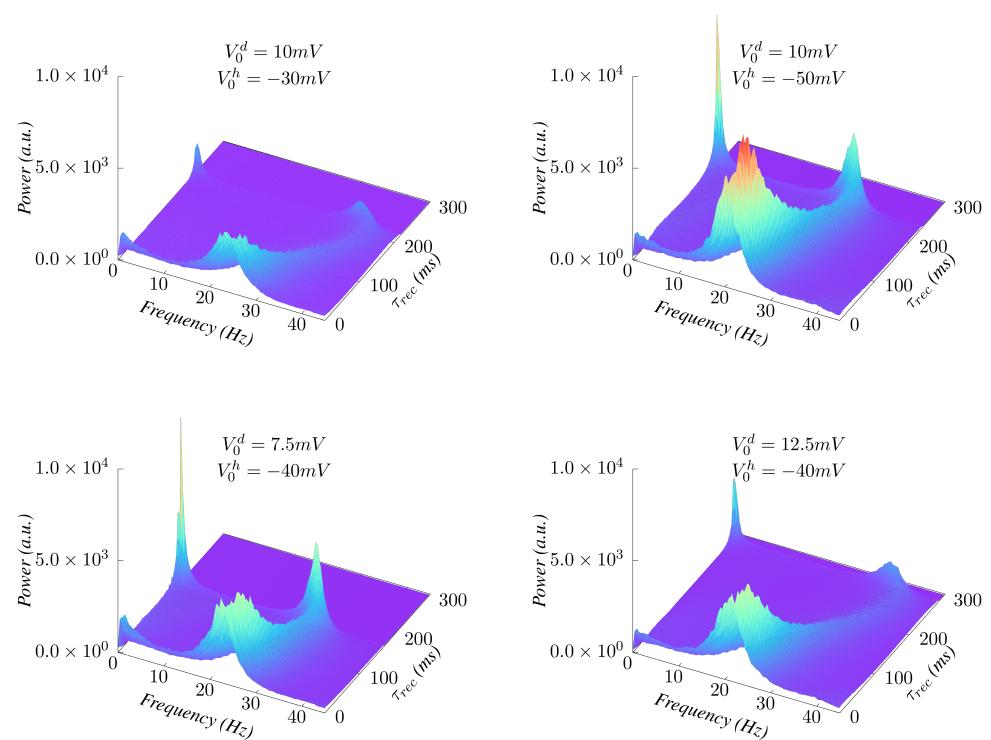 V_0^d = 10mV
V_0^h = −30mV
1.0 × 10^4
5.0 × 10^3
0.0 × 10^0
Power (a.u.)
0
10
20
30
40
Frequency (Hz)
0
100
200
300
τ_rec (ms)
V_0^d = 10mV
V_0^h = −50mV
1.0 × 10^4
5.0 × 10^3
0.0 × 10^0
Power (a.u.)
0
10
20
30
40
Frequency (Hz)
0
100
200
300
τ_rec (ms)
V_0^d = 7.5mV
V_0^h = −40mV
1.0 × 10^4
5.0 × 10^3
0.0 × 10^0
Power (a.u.)
0
10
20
30
40
Frequency (Hz)
0
100
200
300
τ_rec (ms)
V_0^d = 12.5mV
V_0^h = −40mV
1.0 × 10^4
5.0 × 10^3
0.0 × 10^0
Power (a.u.)
0
10
20
30
40
Frequency (Hz)
0
100
200
300
τ_rec (ms)